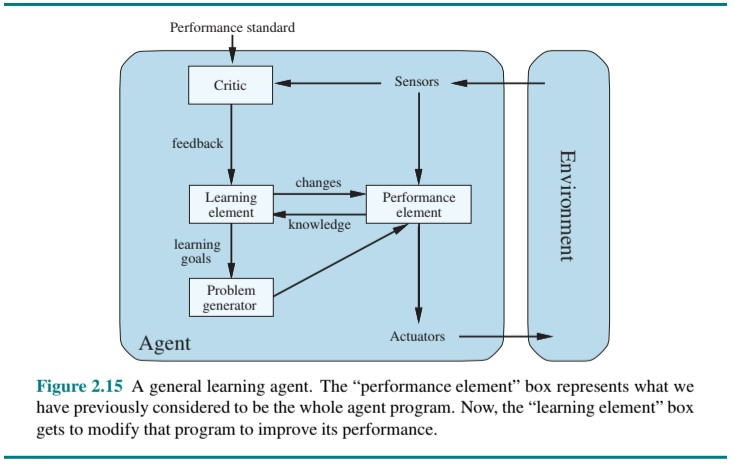 Performance standard
Critic
Sensors
feedback
Learning
element
changes
knowledge
Performance
element
learning
goals
Problem
generator
Actuators
Agent
Environment
Figure 2.15 A general learning agent. The “performance element” box represents what we
have previously considered to be the whole agent program. Now, the “learning element” box
gets to modify that program to improve its performance.